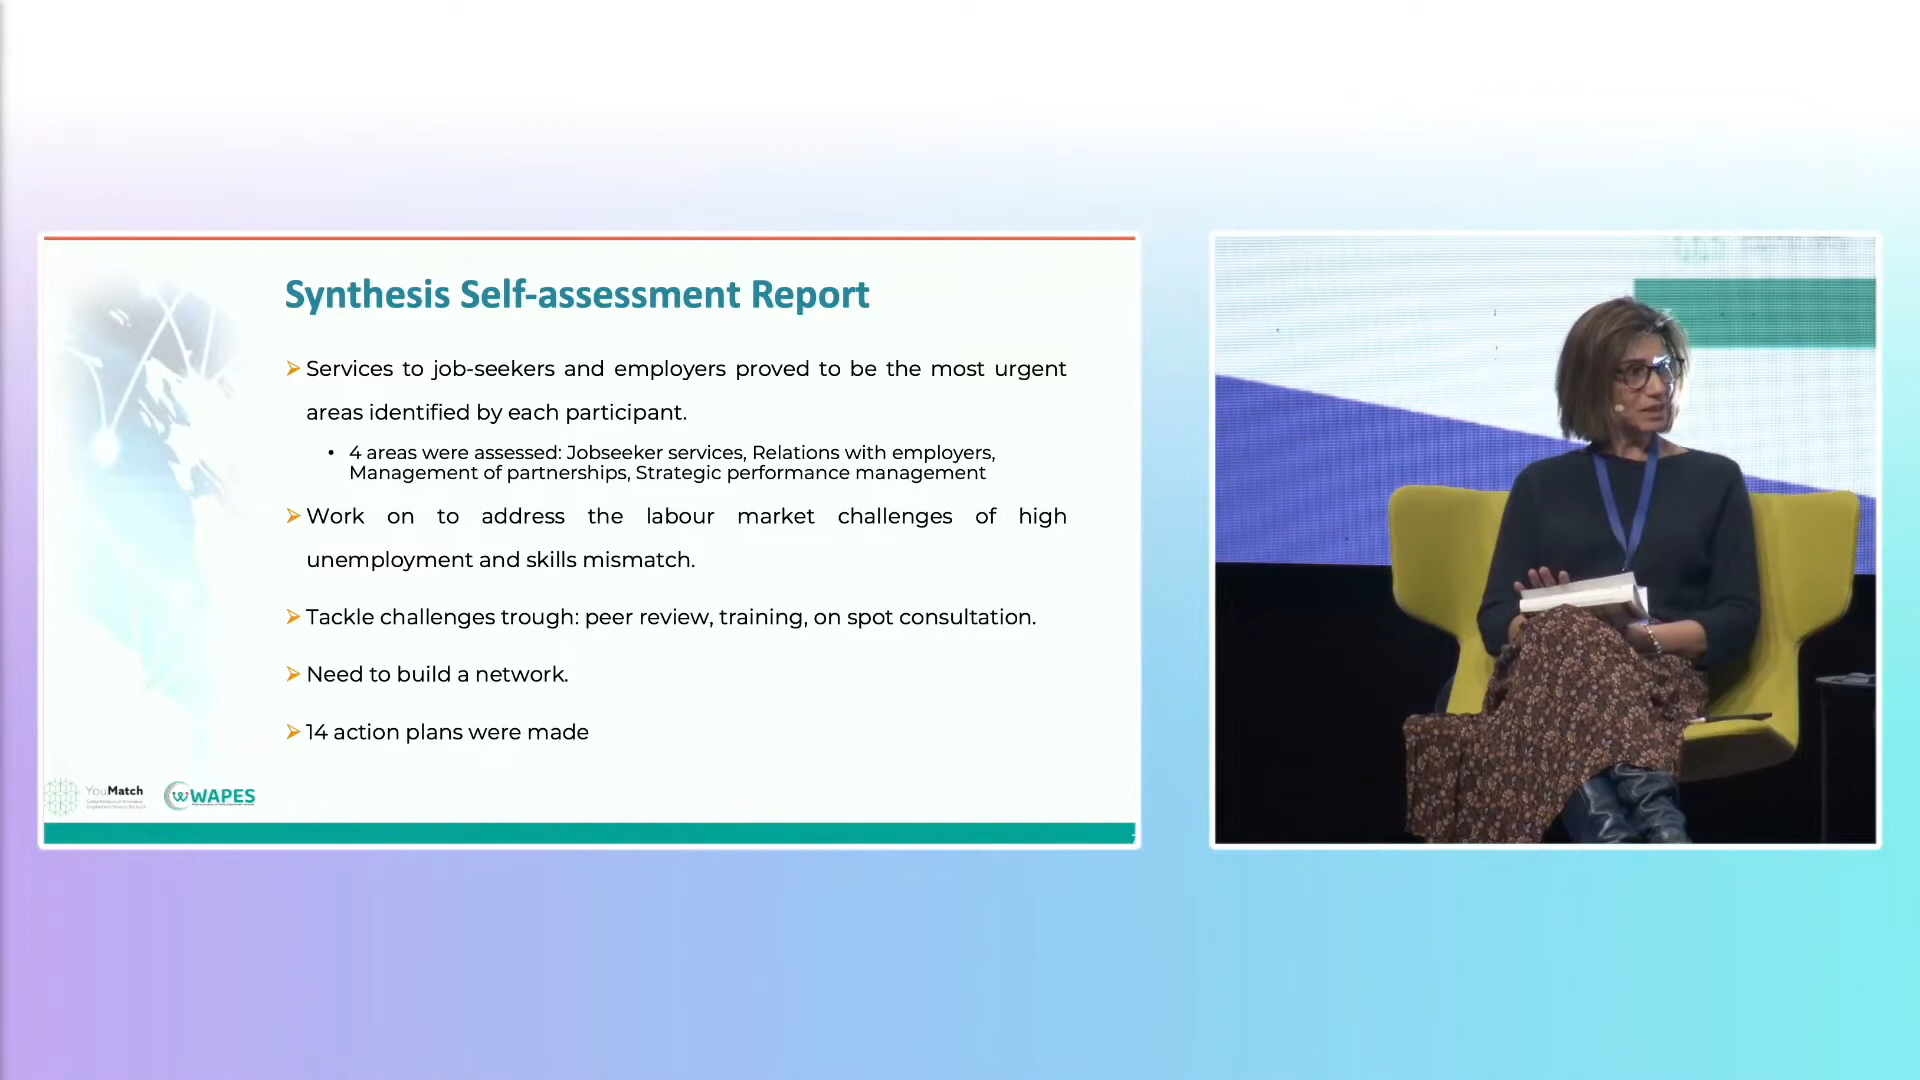 Synthesis Self-assessment Report
➢ Services to job-seekers and employers proved to be the most urgent
areas identified by each participant.
• 4 areas were assessed: Jobseeker services, Relations with employers,
Management of partnerships, Strategic performance management
➢ Work on to address the labour market challenges of high
unemployment and skills mismatch.
➢ Tackle challenges trough: peer review, training, on spot consultation.
➢ Need to build a network.
➢ 14 action plans were made
YouMatch
WAPES